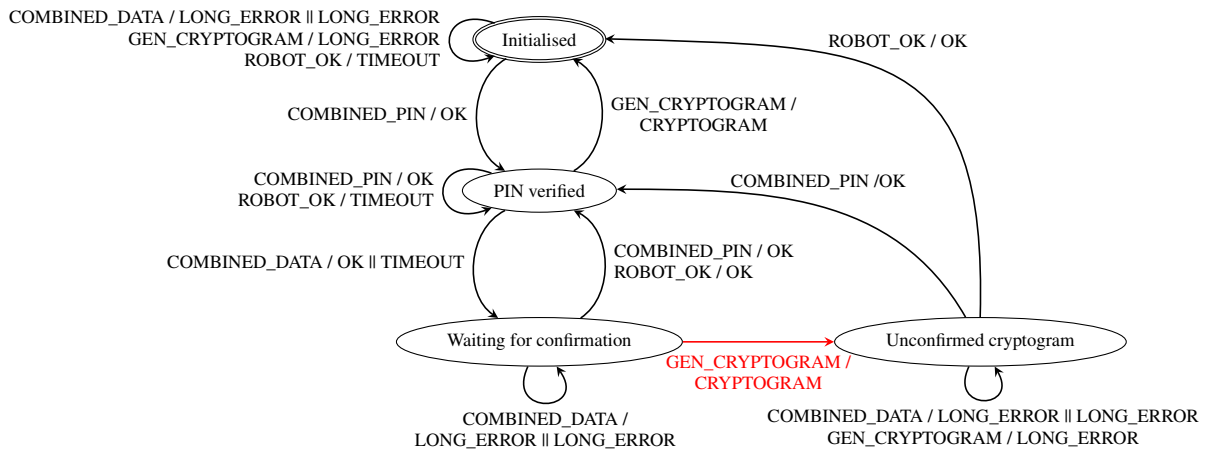 COMBINED_DATA / LONG_ERROR || LONG_ERROR
GEN_CRYPTOGRAM / LONG_ERROR
ROBOT_OK / TIMEOUT
Initialised
ROBOT_OK / OK
COMBINED_PIN / OK
GEN_CRYPTOGRAM /
CRYPTOGRAM
COMBINED_PIN / OK
ROBOT_OK / TIMEOUT
PIN verified
COMBINED_PIN /OK
COMBINED_DATA / OK || TIMEOUT
COMBINED_PIN / OK
ROBOT_OK / OK
Waiting for confirmation
GEN_CRYPTOGRAM /
CRYPTOGRAM
Unconfirmed cryptogram
COMBINED_DATA /
LONG_ERROR || LONG_ERROR
COMBINED_DATA / LONG_ERROR || LONG_ERROR
GEN_CRYPTOGRAM / LONG_ERROR